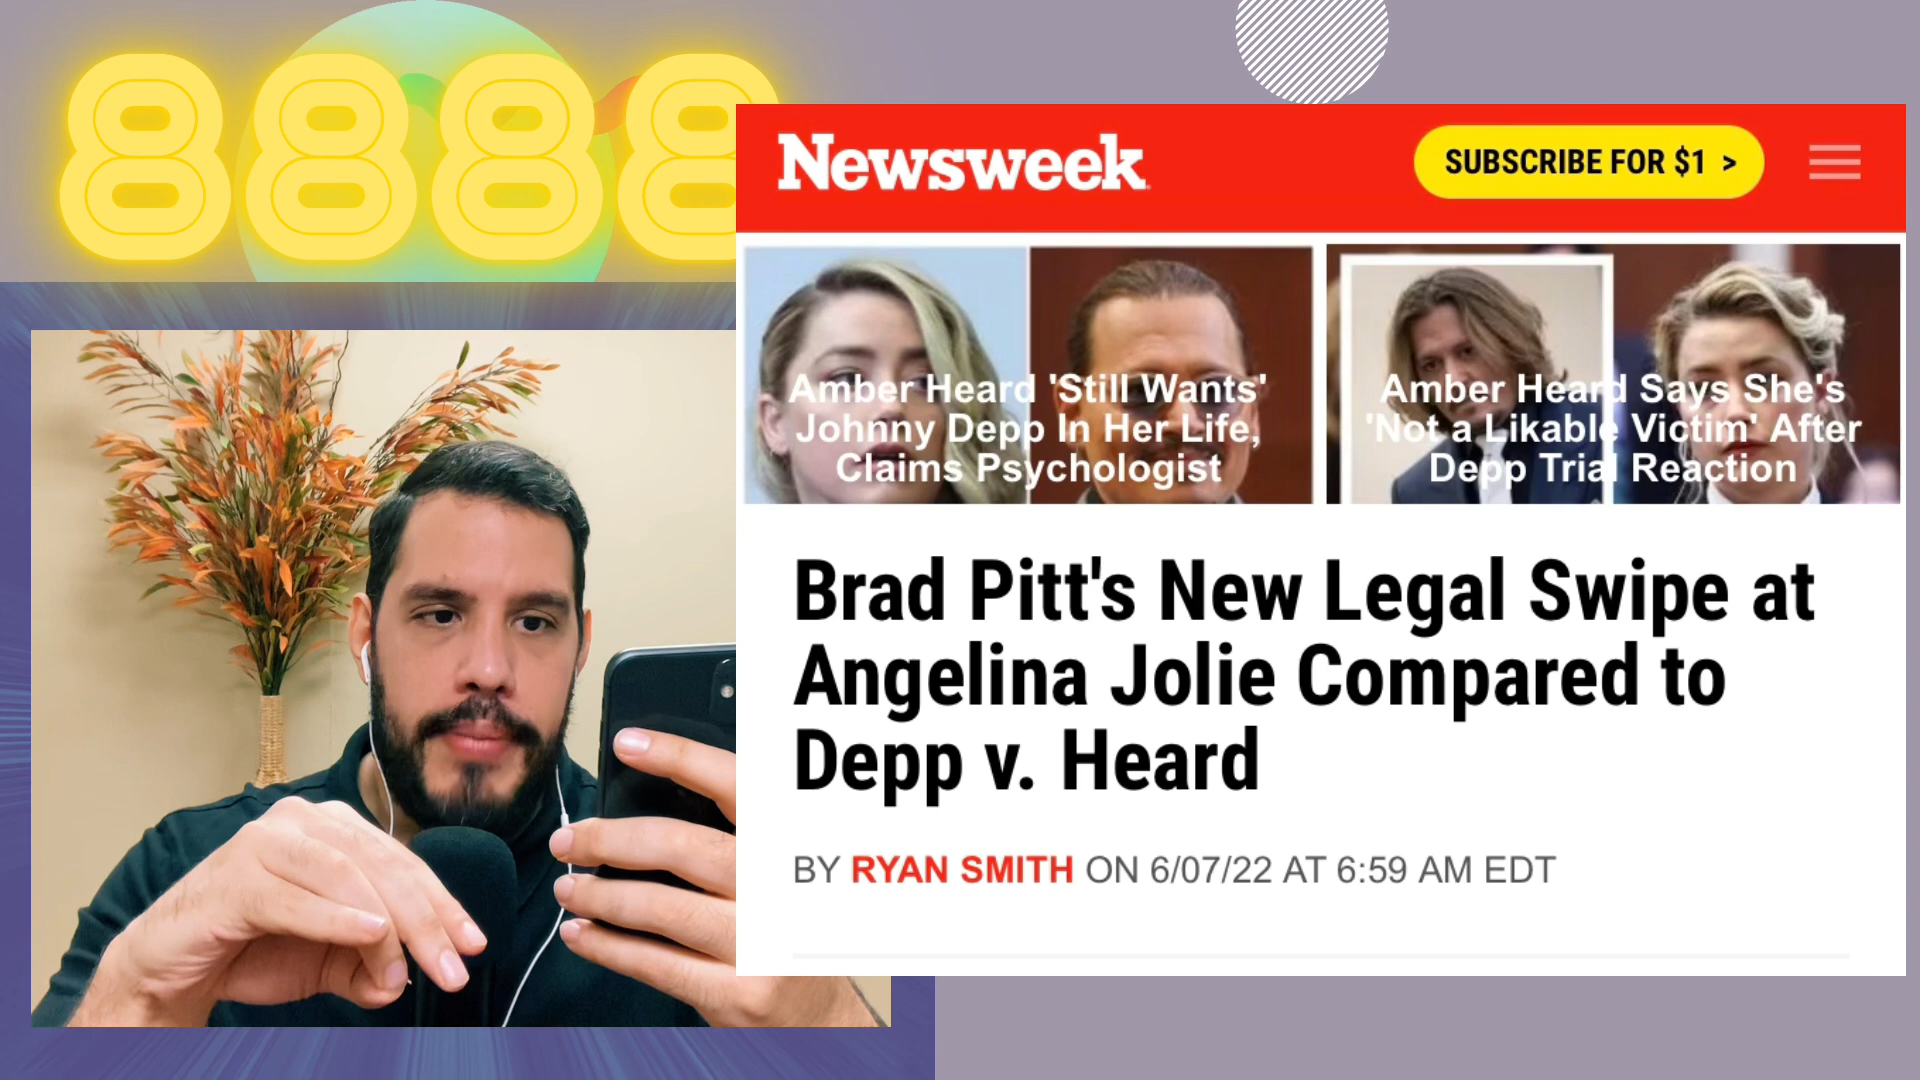 8888
Newsweek
SUBSCRIBE FOR $1 >
Amber Heard 'Still Wants'
Johnny Depp In Her Life,
Claims Psychologist
Amber Heard Says She's
'Not a Likable Victim' After
Depp Trial Reaction
Brad Pitt's New Legal Swipe at
Angelina Jolie Compared to
Depp v. Heard
BY RYAN SMITH ON 6/07/22 AT 6:59 AM EDT